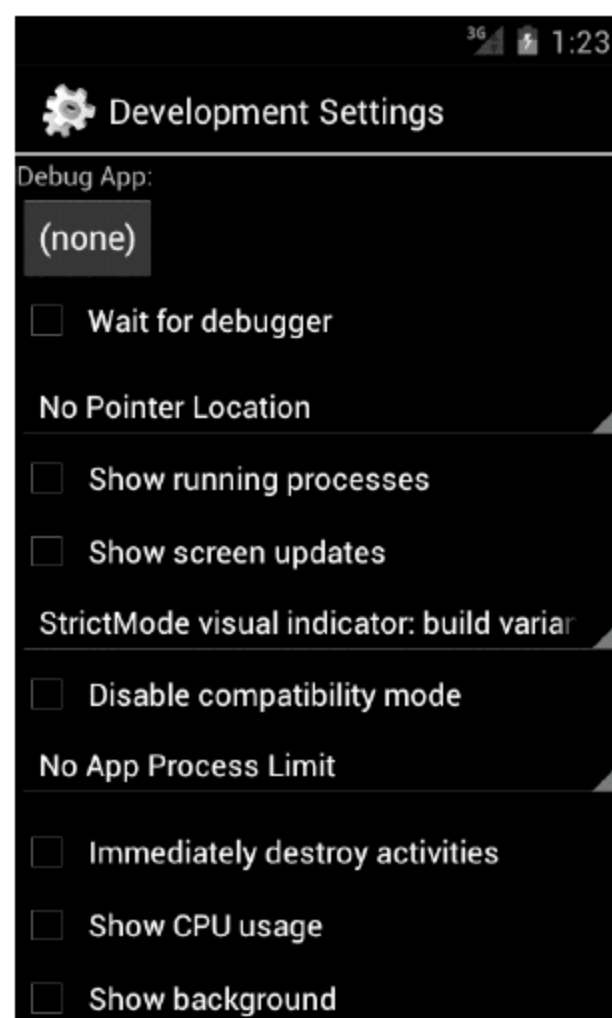 3G 1:23
Development Settings
Debug App:
(none)
Wait for debugger
No Pointer Location
Show running processes
Show screen updates
StrictMode visual indicator: build varian
Disable compatibility mode
No App Process Limit
Immediately destroy activities
Show CPU usage
Show background